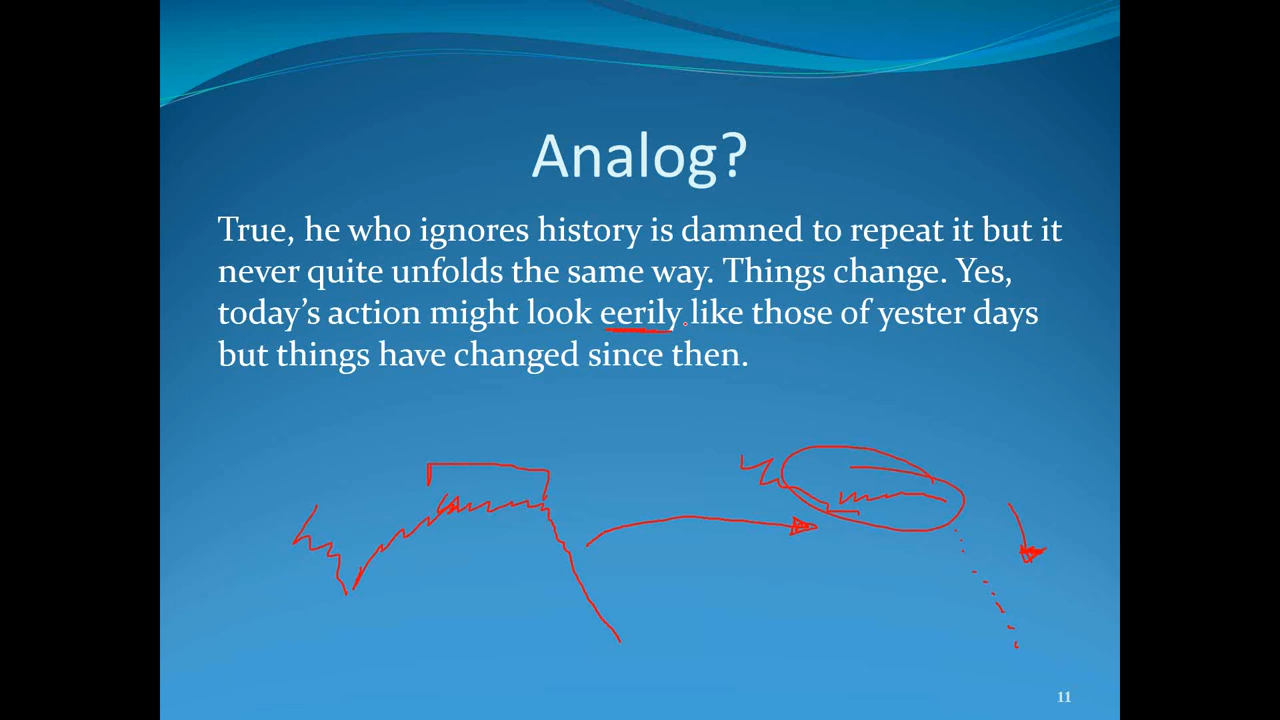 Analog?
True, he who ignores history is damned to repeat it but it
never quite unfolds the same way. Things change. Yes,
today's action might look eerily like those of yester days
but things have changed since then.
11